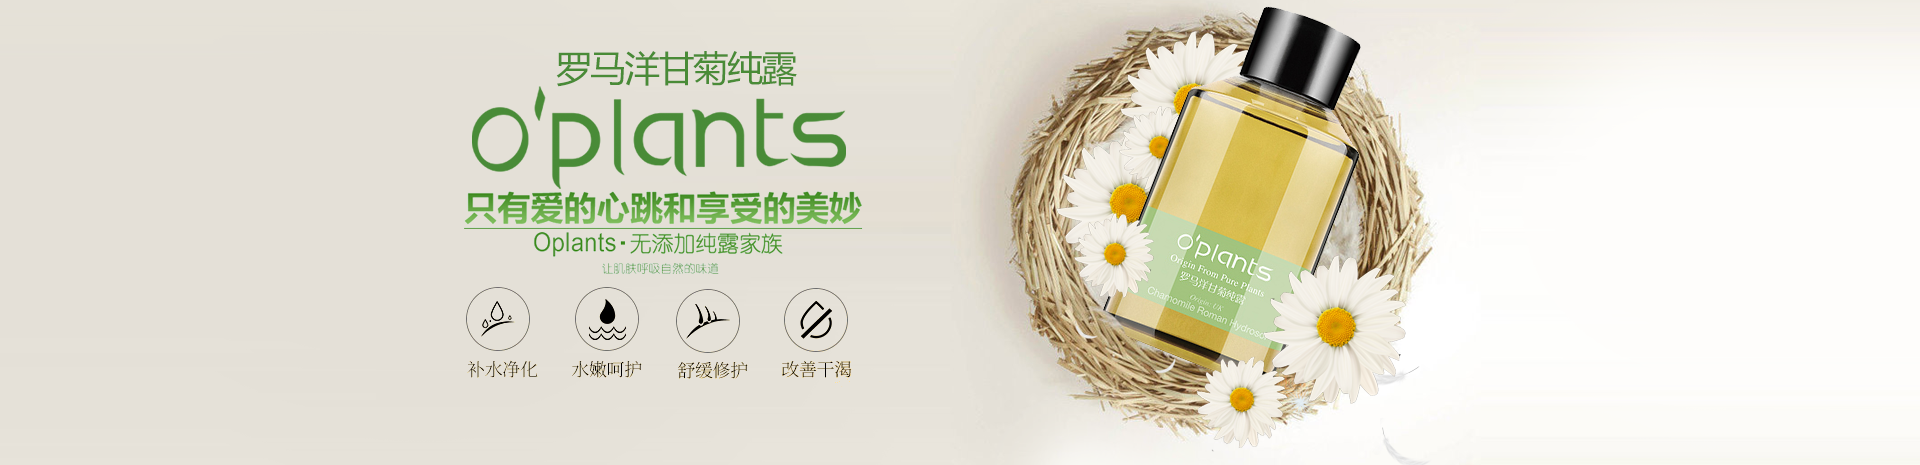 罗马洋甘菊纯露
O'plants
只有爱的心跳和享受的美妙
Oplants·无添加纯露家族
让肌肤呼吸自然的味道
补水净化
水嫩呵护
舒缓修护
改善干渴
O'plants
Origin From Pure Plants
罗马洋甘菊纯露
Origin: UK
Chamomile Roman Hydrosol